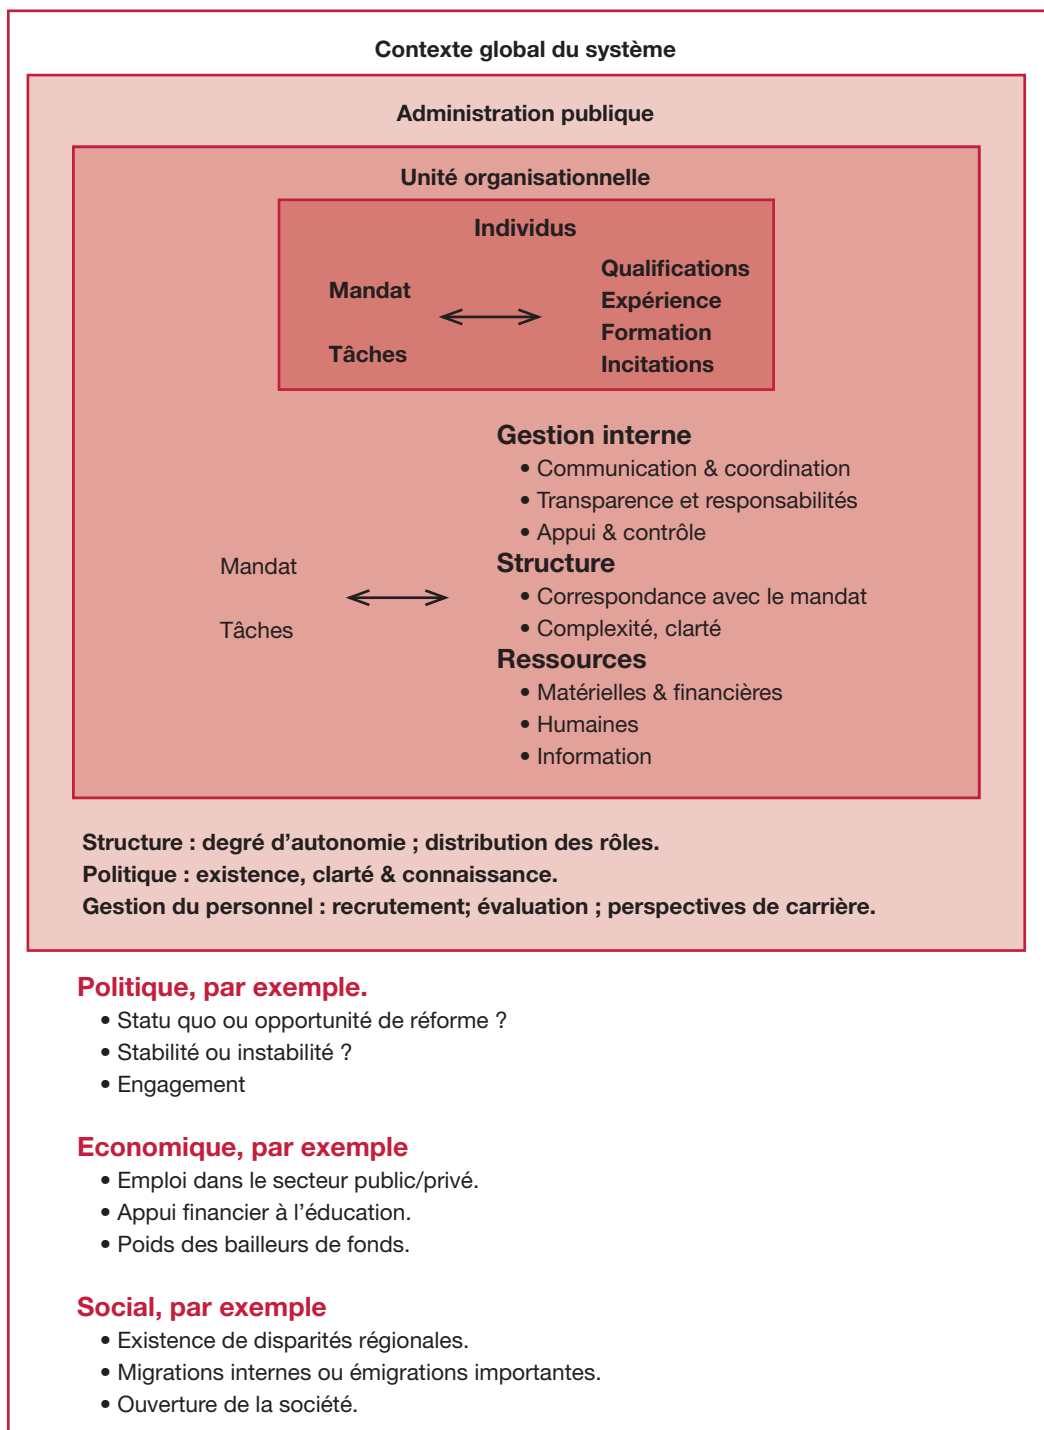 Contexte global du système
Administration publique
Unité organisationnelle
Individus
Mandat
Tâches
Qualifications
Expérience
Formation
Incitations
Gestion interne
• Communication & coordination
• Transparence et responsabilités
• Appui & contrôle
Structure
• Correspondance avec le mandat
• Complexité, clarté
Ressources
• Matérielles & financières
• Humaines
• Information
Mandat
Tâches
Structure : degré d'autonomie ; distribution des rôles.
Politique : existence, clarté & connaissance.
Gestion du personnel : recrutement; évaluation ; perspectives de carrière.
Politique, par exemple.
• Statu quo ou opportunité de réforme ?
• Stabilité ou instabilité ?
• Engagement
Economique, par exemple
• Emploi dans le secteur public/privé.
• Appui financier à l'éducation.
• Poids des bailleurs de fonds.
Social, par exemple
• Existence de disparités régionales.
• Migrations internes ou émigrations importantes.
• Ouverture de la société.